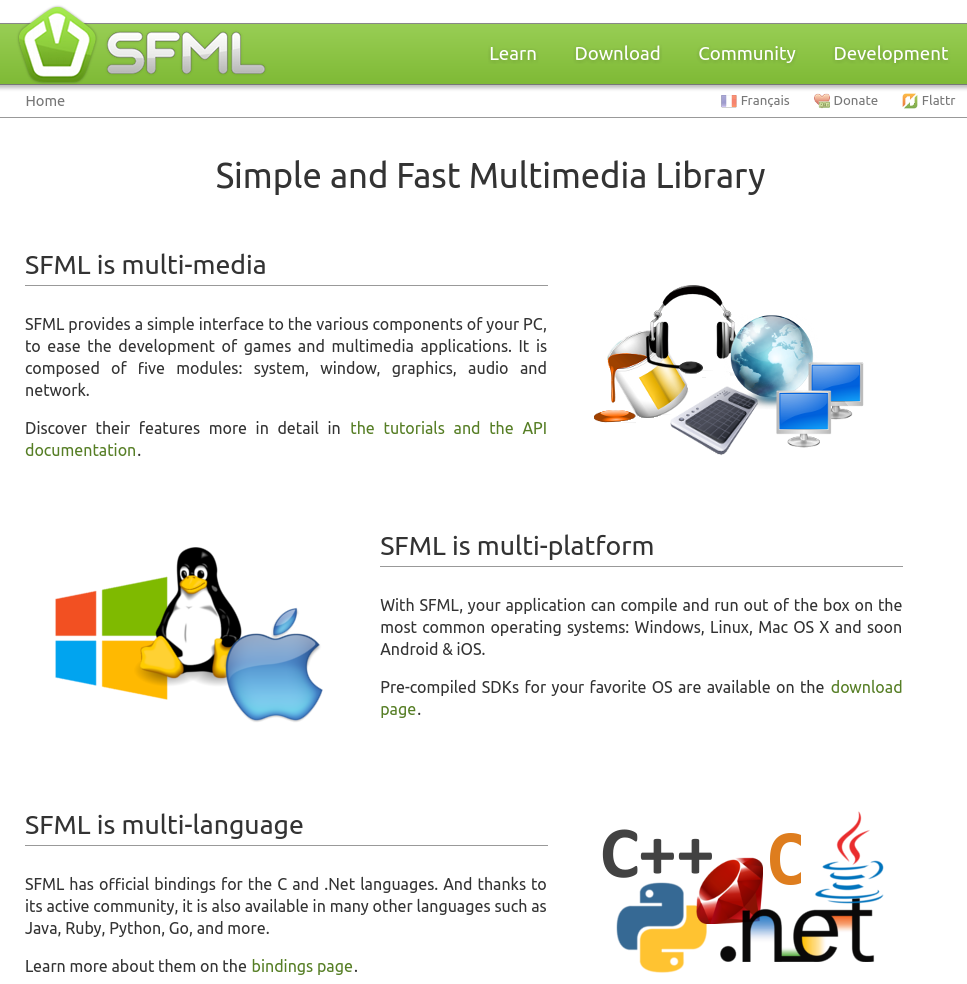 SFML
Learn Download Community Development
Home
Français Donate Flattr
Simple and Fast Multimedia Library
SFML is multi-media
SFML provides a simple interface to the various components of your PC,
to ease the development of games and multimedia applications. It is
composed of five modules: system, window, graphics, audio and
network.
Discover their features more in detail in the tutorials and the API
documentation.
SFML is multi-platform
With SFML, your application can compile and run out of the box on the
most common operating systems: Windows, Linux, Mac OS X and soon
Android & iOS.
Pre-compiled SDKs for your favorite OS are available on the download
page.
SFML is multi-language
SFML has official bindings for the C and .Net languages. And thanks to
its active community, it is also available in many other languages such as
Java, Ruby, Python, Go, and more.
Learn more about them on the bindings page.
C++ C
.net